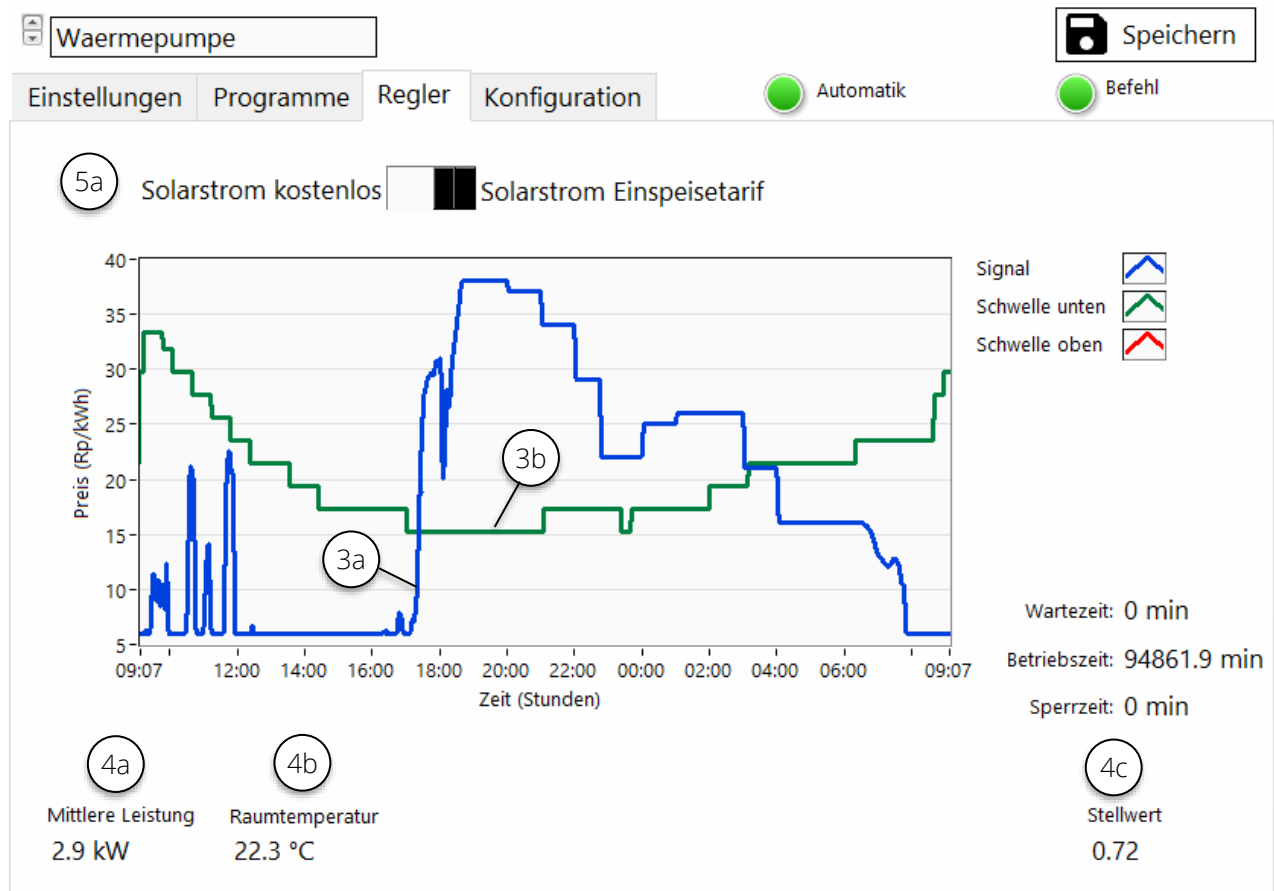 Waermepumpe
Speichern
Einstellungen Programme Regler Konfiguration
Automatik
Befehl
5a
Solarstrom kostenlos
Solarstrom Einspeisetarif
Preis (Rp/kWh)
40
35
30
25
20
15
10
5
3b
3a
09:07 12:00 14:00 16:00 18:00 20:00 22:00 00:00 02:00 04:00 06:00 09:07
Zeit (Stunden)
Signal
Schwelle unten
Schwelle oben
Wartezeit: 0 min
Betriebszeit: 94861.9 min
Sperrzeit: 0 min
4a
Mittlere Leistung
2.9 kW
4b
Raumtemperatur
22.3 °C
4c
Stellwert
0.72